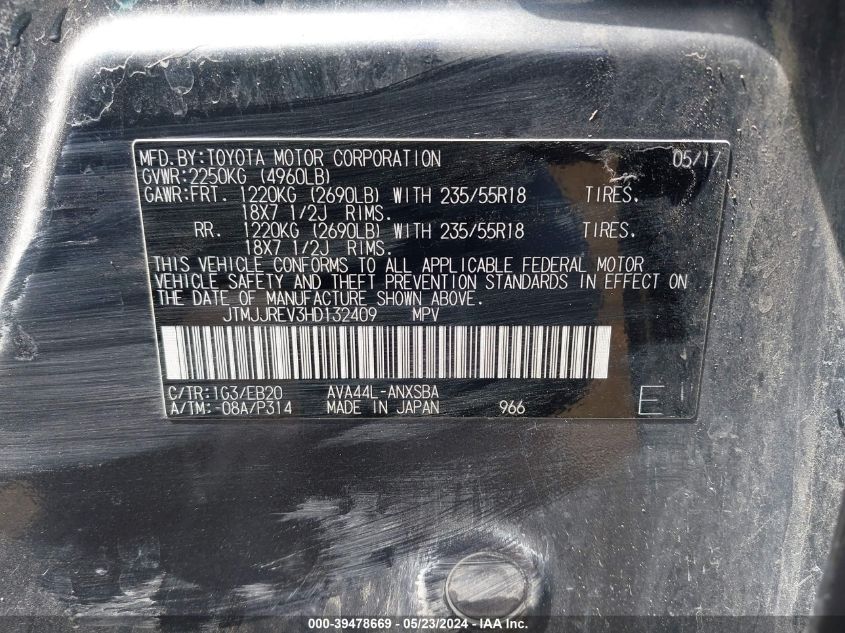 MFD.BY:TOYOTA MOTOR CORPORATION 05/17
GVWR:2250KG (4960LB)
GAWR:FRT. 1220KG (2690LB) WITH 235/55R18 TIRES,
18X7 1/2J RIMS.
RR. 1220KG (2690LB) WITH 235/55R18 TIRES,
18X7 1/2J RIMS.
THIS VEHICLE CONFORMS TO ALL APPLICABLE FEDERAL MOTOR
VEHICLE SAFETY AND THEFT PREVENTION STANDARDS IN EFFECT ON
THE DATE OF MANUFACTURE SHOWN ABOVE.
JTMJJREV3HD132409 MPV
C/TR:1G3/EB20 AVA44L-ANXSBA
A/TM:-08A/P314 MADE IN JAPAN 966
000-39478669 - 05/23/2024 - IAA Inc.